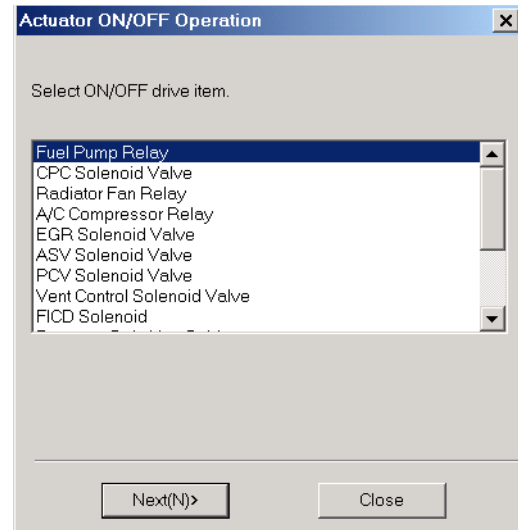 Actuator ON/OFF Operation
Select ON/OFF drive item.
Fuel Pump Relay
CPC Solenoid Valve
Radiator Fan Relay
A/C Compressor Relay
EGR Solenoid Valve
ASV Solenoid Valve
PCV Solenoid Valve
Vent Control Solenoid Valve
FICD Solenoid
Next(N)>
Close